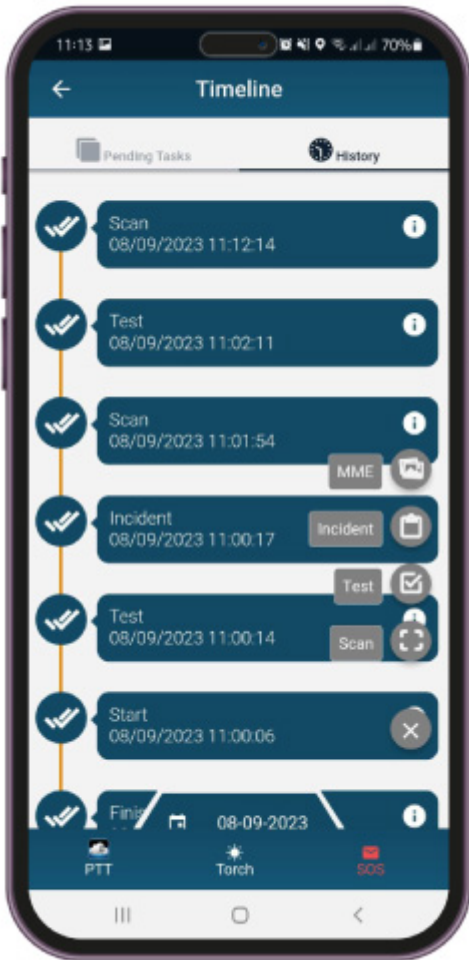 11:13
70%
Timeline
Pending Tasks
History
Scan
08/09/2023 11:12:14
Test
08/09/2023 11:02:11
Scan
08/09/2023 11:01:54
MME
Incident
08/09/2023 11:00:17
Incident
Test
Test
08/09/2023 11:00:14
Scan
Start
08/09/2023 11:00:06
08-09-2023
PTT
Torch
SOS